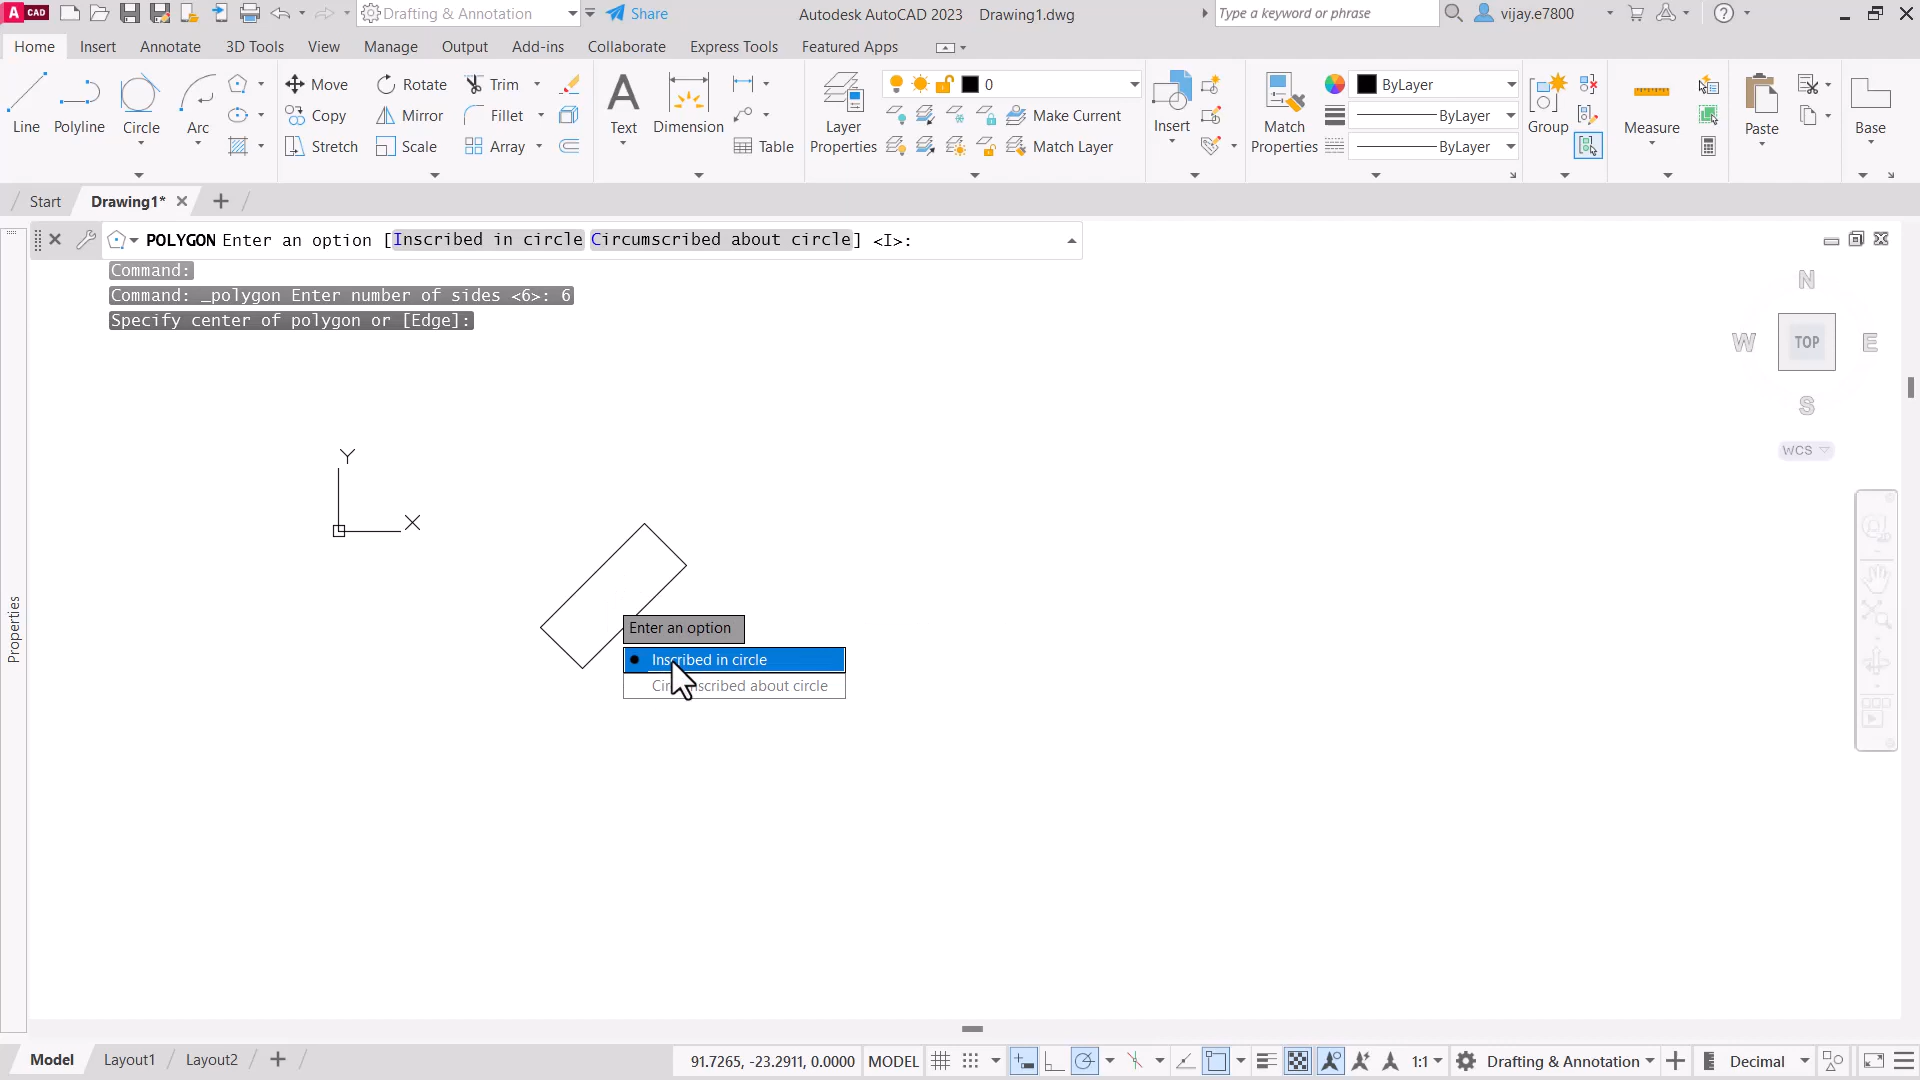 A CAD
Drafting & Annotation
Share
Autodesk AutoCAD 2023 Drawing1.dwg
Type a keyword or phrase
vijay.e7800
Home Insert Annotate 3D Tools View Manage Output Add-ins Collaborate Express Tools Featured Apps
Line Polyline Circle Arc
Move Rotate Trim
Copy Mirror Fillet
Stretch Scale Array
Text Dimension Table
Layer Properties
0
Make Current
Match Layer
Insert
Match Properties
ByLayer
ByLayer
ByLayer
Group
Measure
Paste
Base
Start Drawing1*
POLYGON Enter an option [Inscribed in circle Circumscribed about circle] <I>:
Command:
Command: _polygon Enter number of sides <6>: 6
Specify center of polygon or [Edge]:
N
W TOP E
S
WCS
Y
X
Properties
Enter an option
Inscribed in circle
Circumscribed about circle
Model Layout1 Layout2
91.7265, -23.2911, 0.0000 MODEL 1:1 Drafting & Annotation Decimal